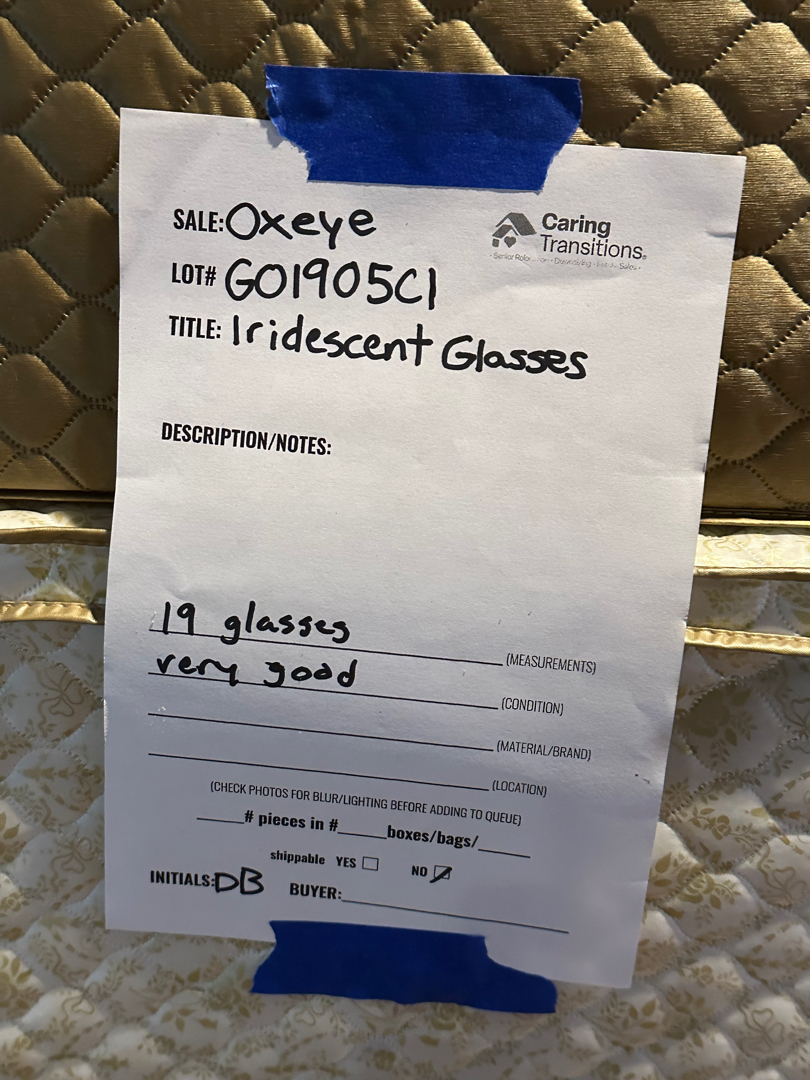 SALE: Oxeye
Caring
Transitions®
LOT# GO1905C1
TITLE: Iridescent Glasses
DESCRIPTION/NOTES:
19 glasses (MEASUREMENTS)
very good (CONDITION)
(MATERIAL/BRAND)
(LOCATION)
(CHECK PHOTOS FOR BLUR/LIGHTING BEFORE ADDING TO QUEUE)
# pieces in # boxes/bags/
shippable YES NO
INITIALS: DB BUYER: